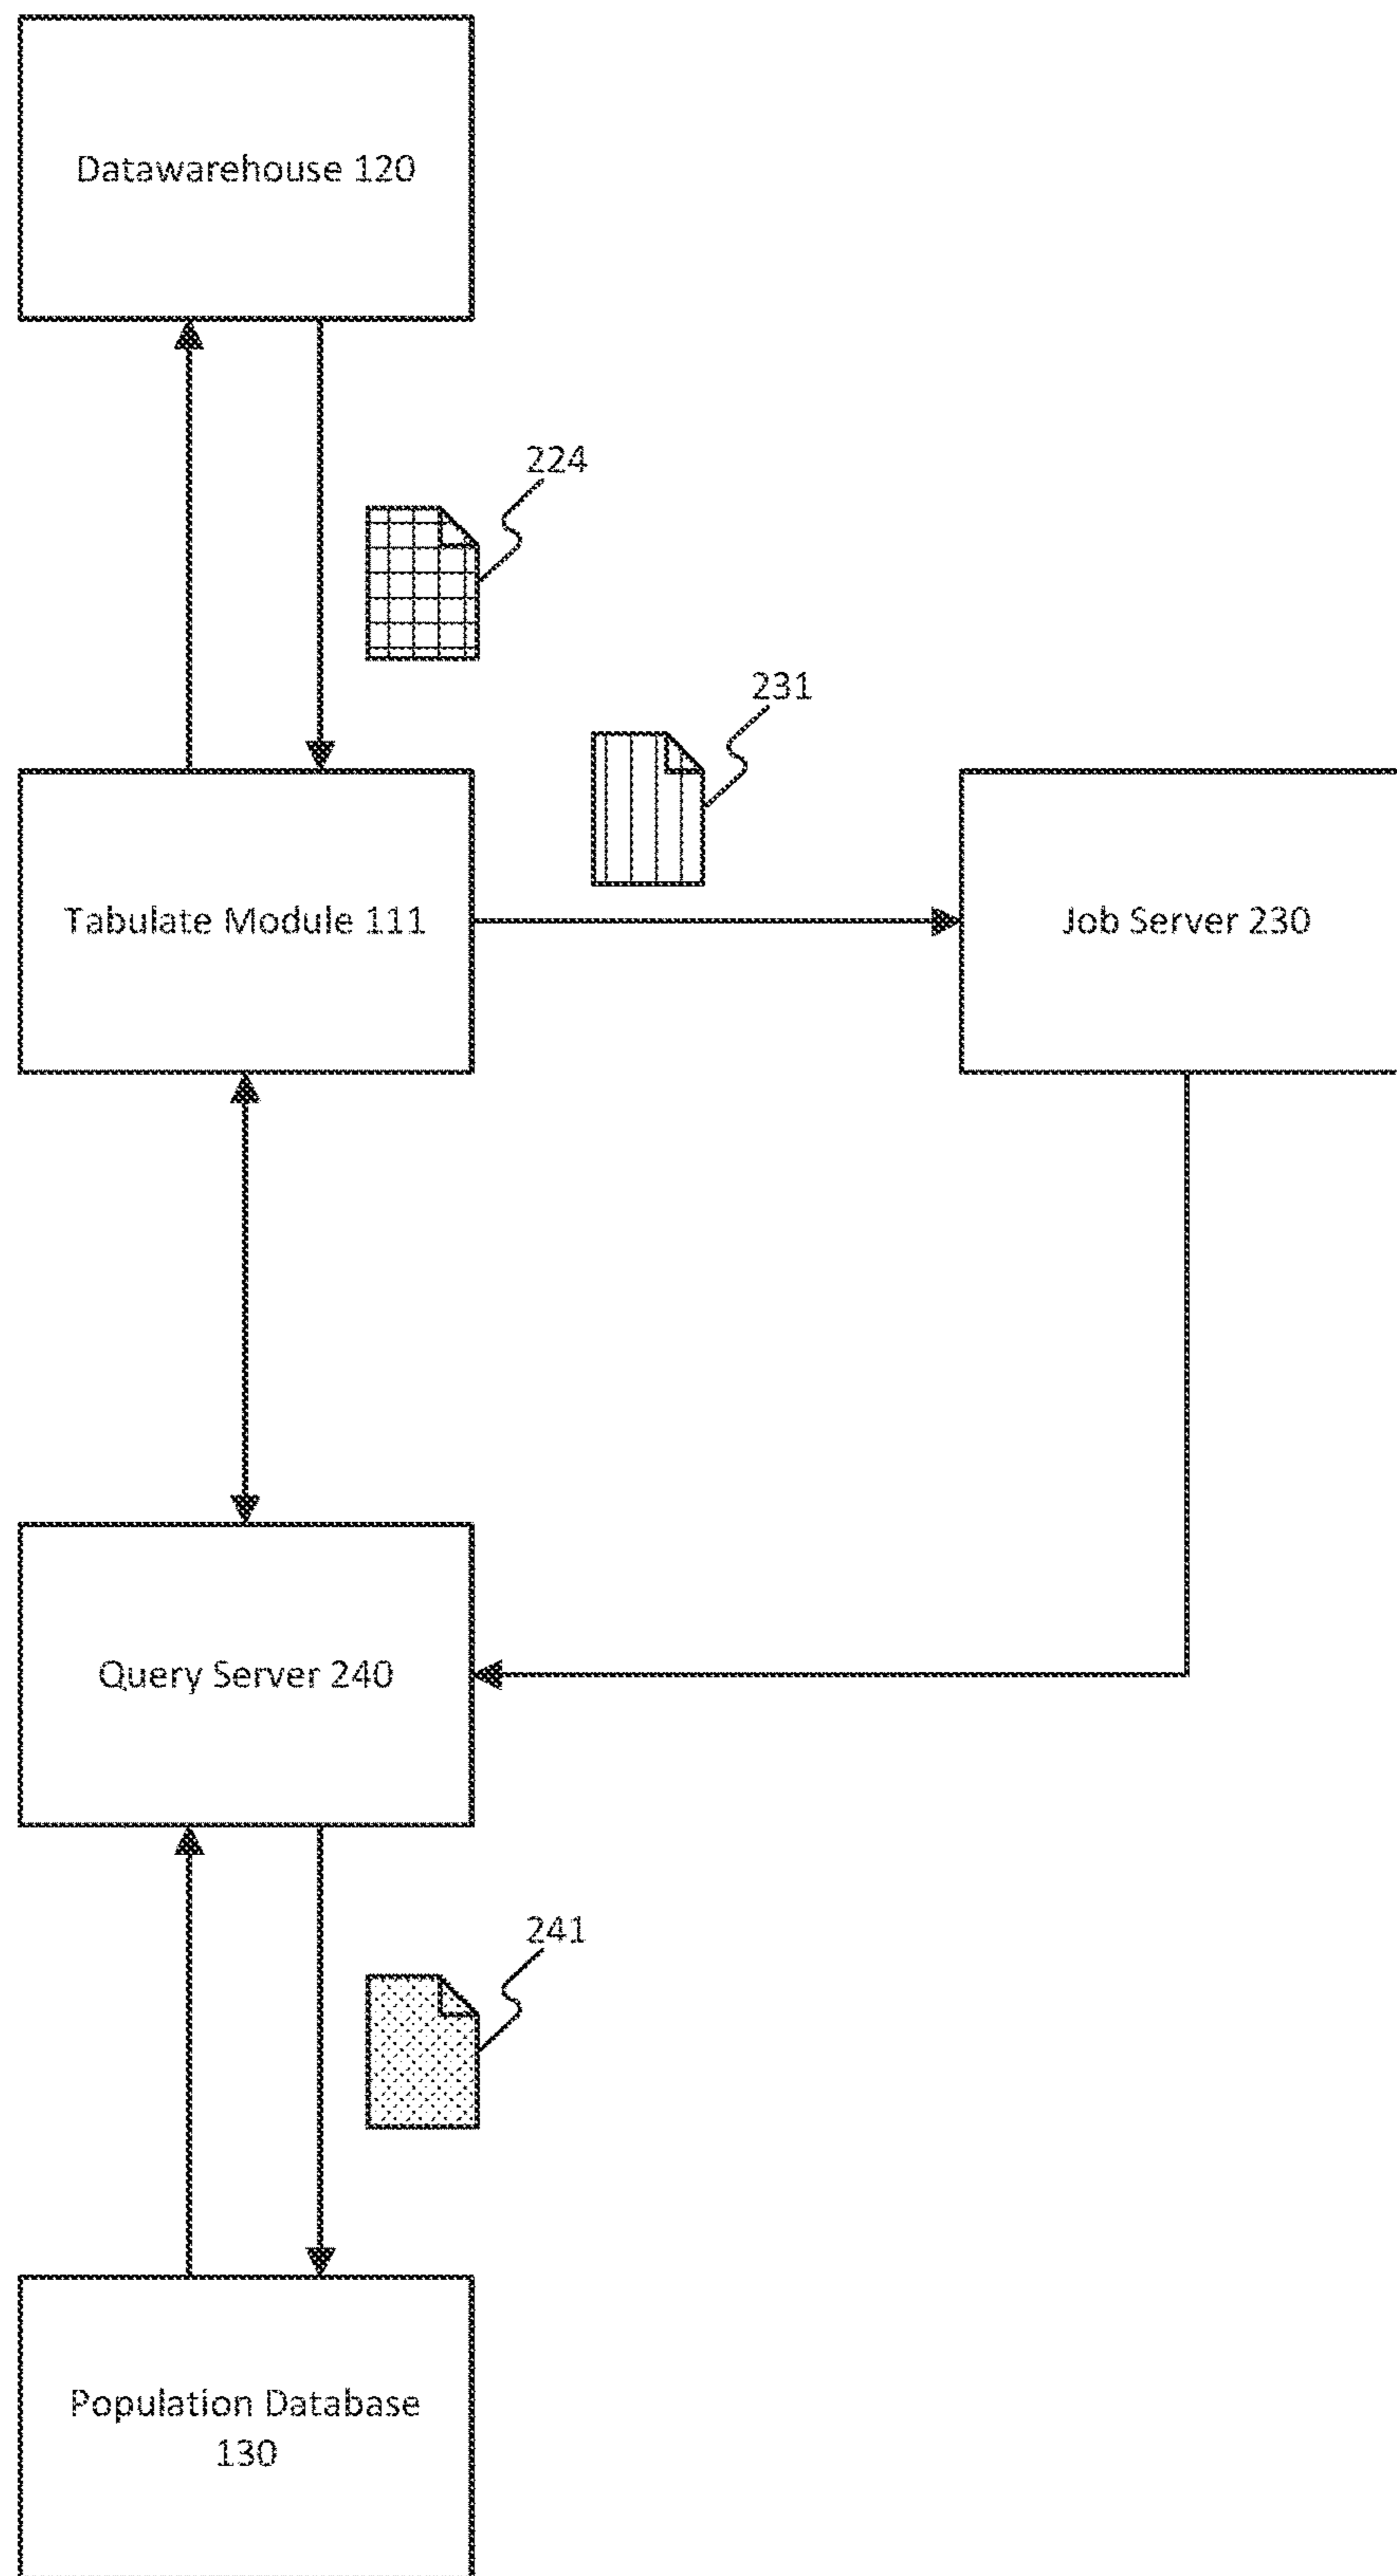 Datawarehouse 120
224
231
Tabulate Module 111
Job Server 230
Query Server 240
241
Population Database
130